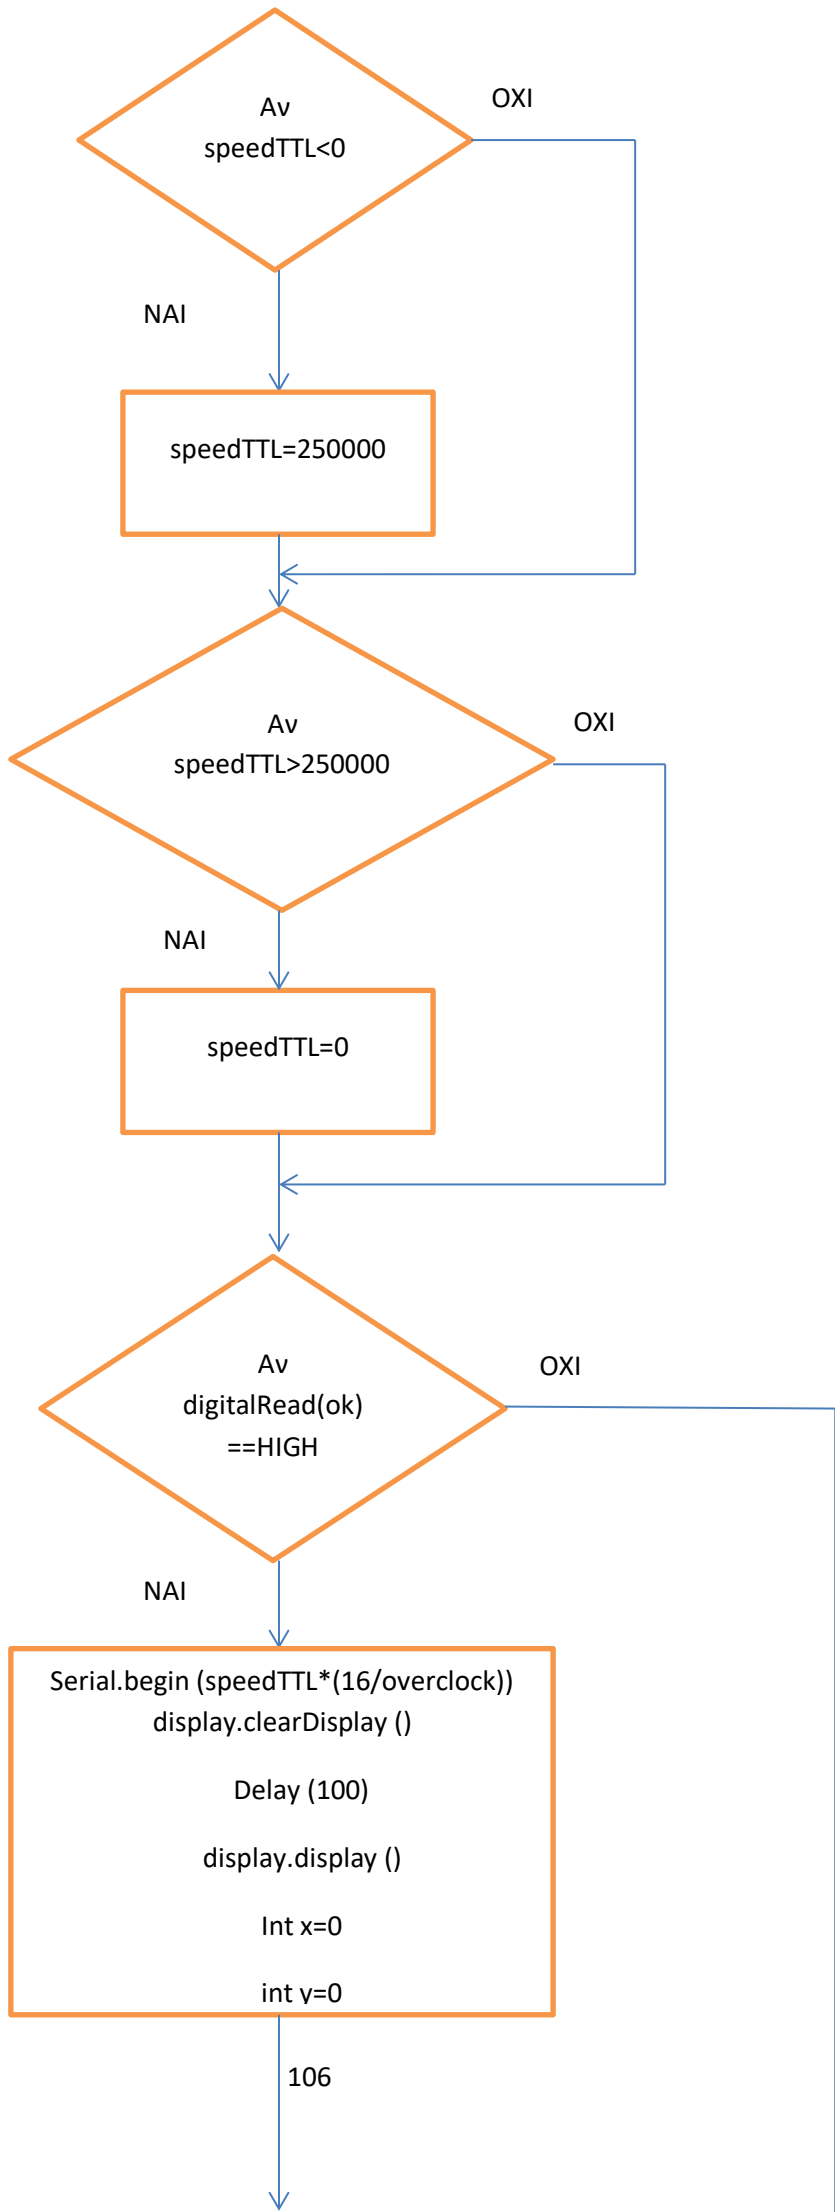 Αν
speedTTL<0
ΟΧΙ
ΝΑΙ
speedTTL=250000
Αν
speedTTL>250000
ΟΧΙ
ΝΑΙ
speedTTL=0
Αν
digitalRead(ok)
==HIGH
ΟΧΙ
ΝΑΙ
Serial.begin (speedTTL*(16/overclock))
display.clearDisplay ()
Delay (100)
display.display ()
Int x=0
int y=0
106